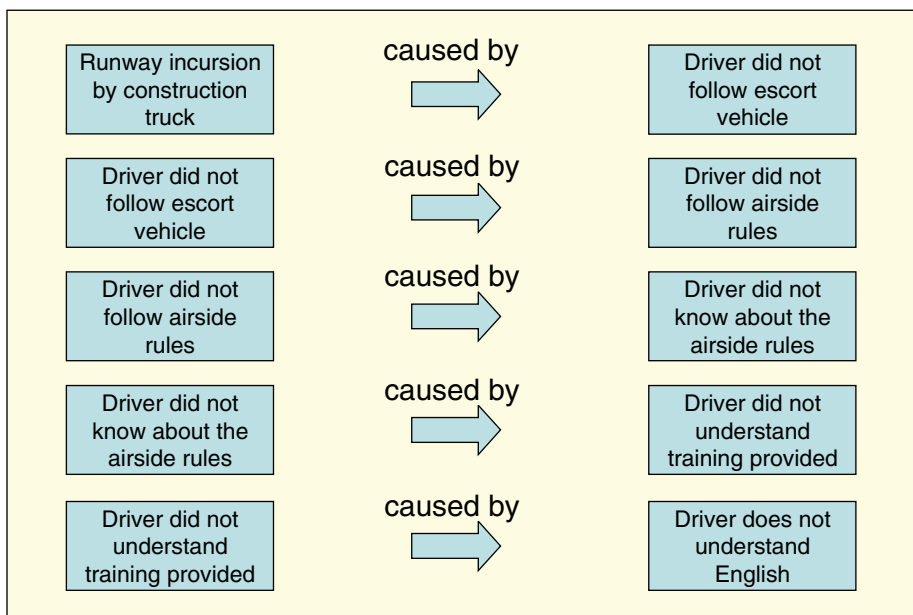 caused by
Runway incursion
by construction
truck
Driver did not
follow escort
vehicle
caused by
Driver did not
follow escort
vehicle
Driver did not
follow airside
rules
caused by
Driver did not
follow airside
rules
Driver did not
know about the
airside rules
caused by
Driver did not
know about the
airside rules
Driver did not
understand
training provided
caused by
Driver did not
understand
training provided
Driver does not
understand
English